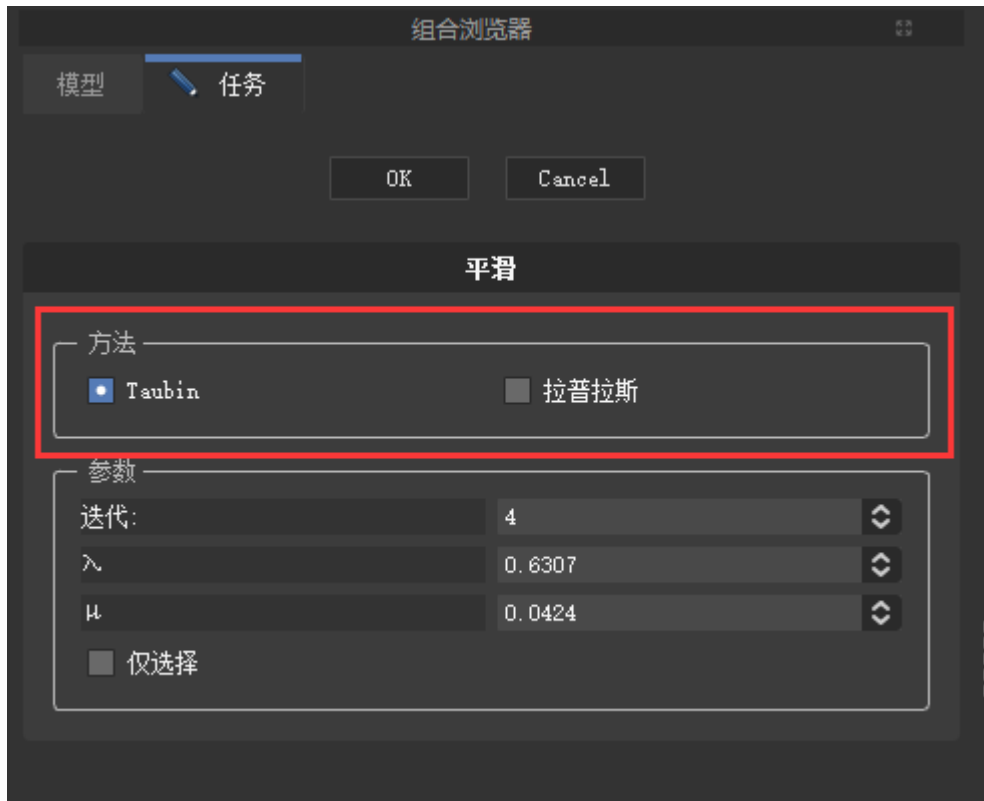 组合浏览器
模型 任务
OK Cancel
平滑
方法
Taubin 拉普拉斯
参数
迭代: 4
λ 0.6307
μ 0.0424
仅选择